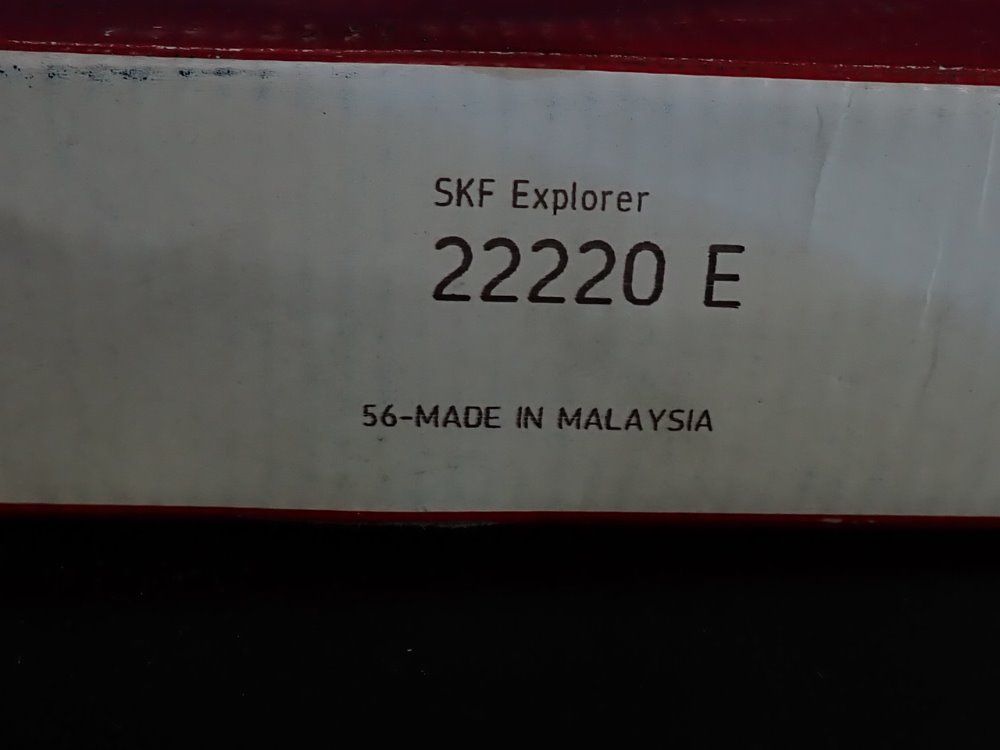 SKF Explorer
22220 E
56-MADE IN MALAYSIA